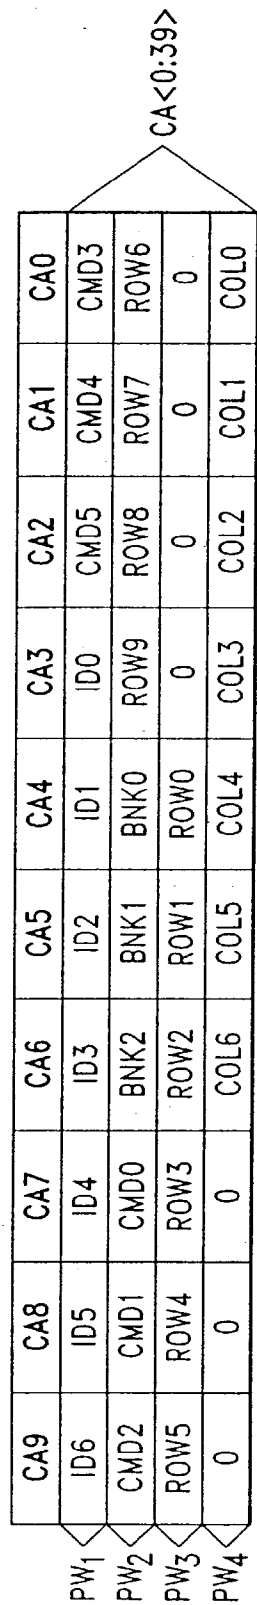 CA9 CA8 CA7 CA6 CA5 CA4 CA3 CA2 CA1 CA0
PW1 ID6 ID5 ID4 ID3 ID2 ID1 ID0 CMD5 CMD4 CMD3
PW2 CMD2 CMD1 CMD0 BNK2 BNK1 BNK0 ROW9 ROW8 ROW7 ROW6
PW3 ROW5 ROW4 ROW3 ROW2 ROW1 ROW0 0 0 0 0
PW4 0 0 0 COL6 COL5 COL4 COL3 COL2 COL1 COL0
CA<0:39>